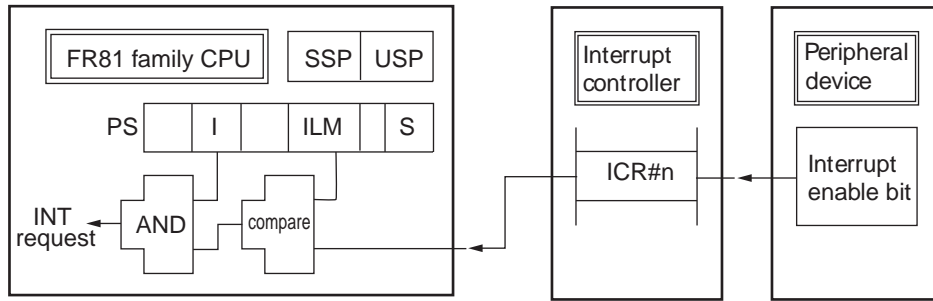 FR81 family CPU
SSP USP
PS I ILM S
AND
compare
INT
request
Interrupt
controller
ICR#n
Peripheral
device
Interrupt
enable bit